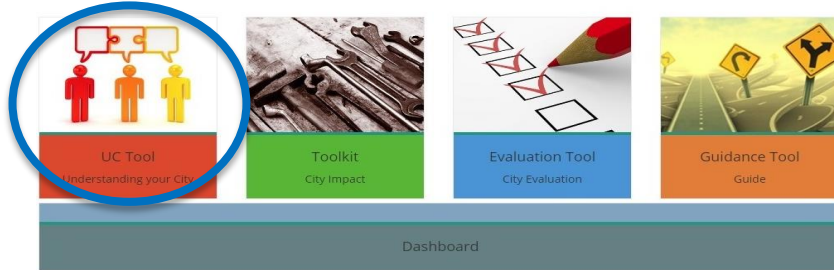 UC Tool
Understanding your City
Toolkit
City Impact
Evaluation Tool
City Evaluation
Guidance Tool
Guide
Dashboard